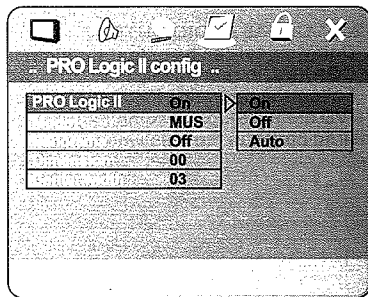 .. PRO Logic II config ..
PRO Logic II On On
MUS Off
Off Auto
00
03